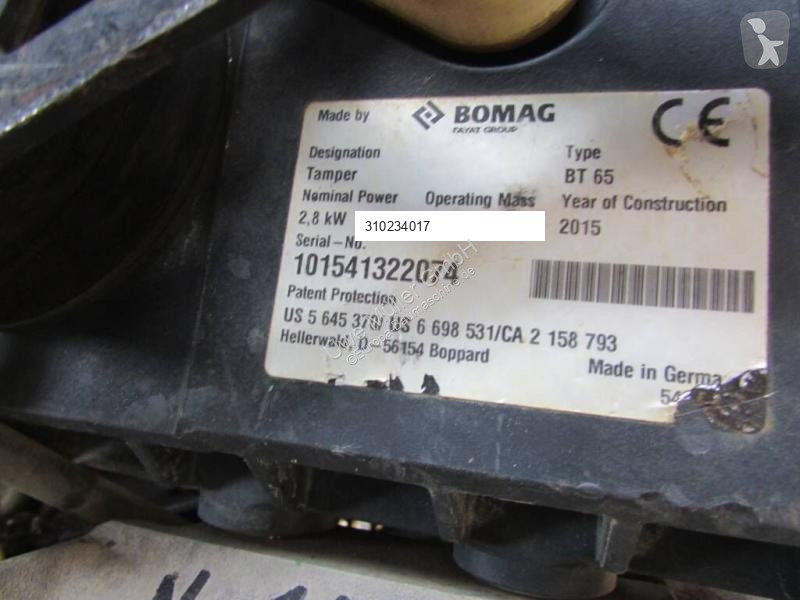 Made by BOMAG
FAYAT GROUP
CE
Designation Type
Tamper BT 65
Nominal Power Operating Mass Year of Construction
2,8 kW 310234017 2015
Serial-No.
101541322074
Patent Protection
US 5 645 370/ US 6 698 531/CA 2 158 793
Hellerwald, D-56154 Boppard
Made in Germa